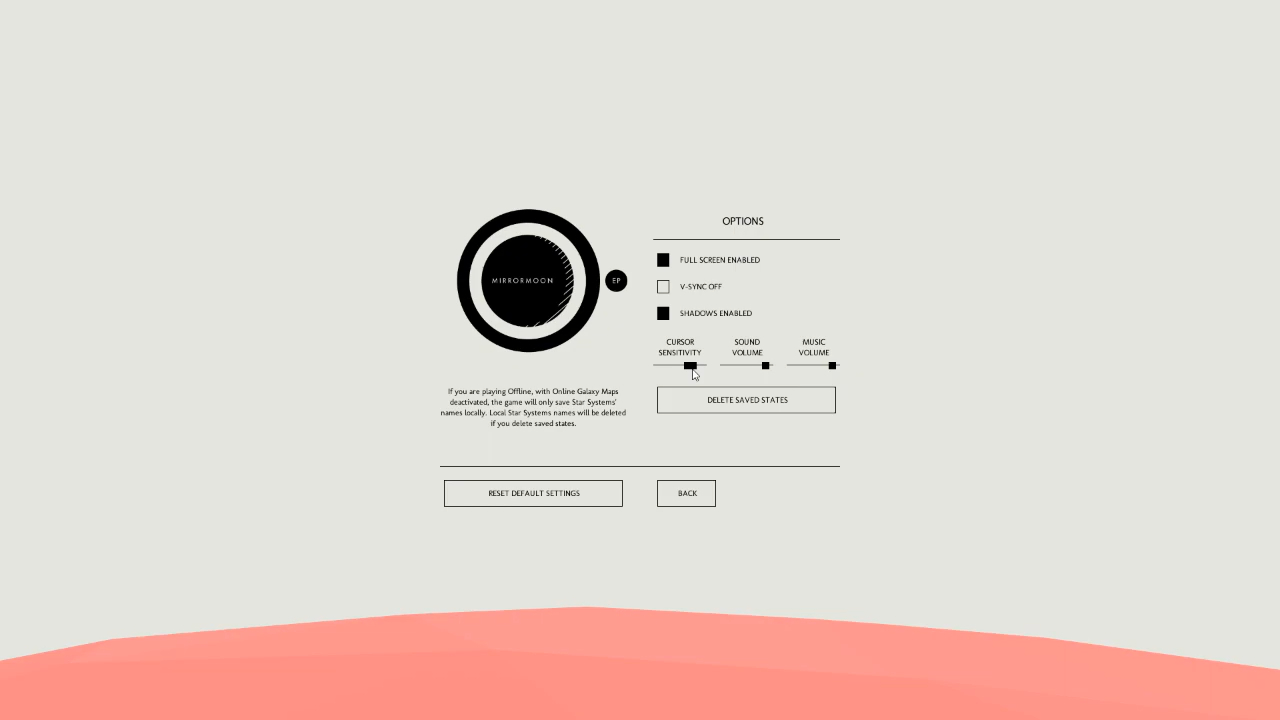 MIRRORMOON
EP
If you are playing Offline, with Online Galaxy Maps
deactivated, the game will only save Star Systems'
names locally. Local Star Systems names will be deleted
if you delete saved states.
OPTIONS
FULL SCREEN ENABLED
V-SYNC OFF
SHADOWS ENABLED
CURSOR
SENSITIVITY
SOUND
VOLUME
MUSIC
VOLUME
DELETE SAVED STATES
RESET DEFAULT SETTINGS
BACK